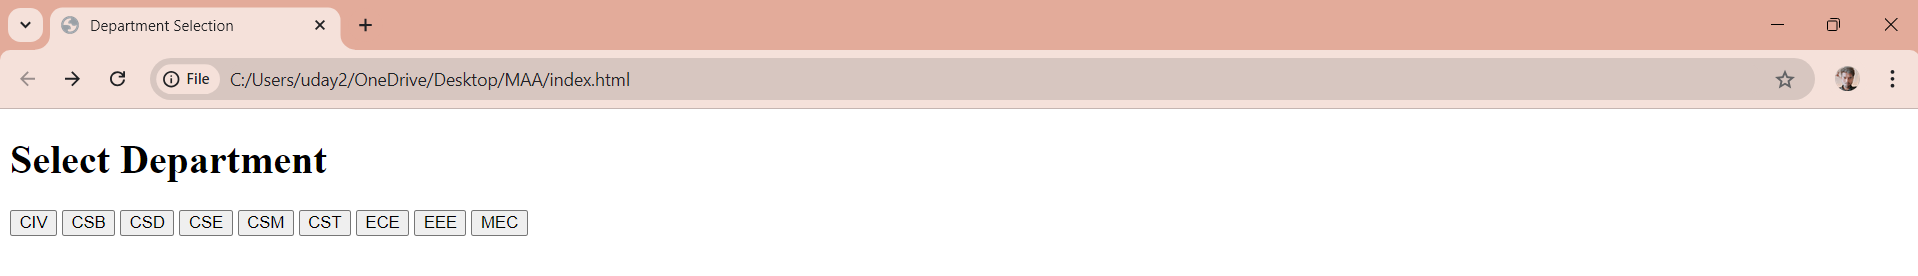 Department Selection
File C:/Users/uday2/OneDrive/Desktop/MAA/index.html
Select Department
CIV CSB CSD CSE CSM CST ECE EEE MEC